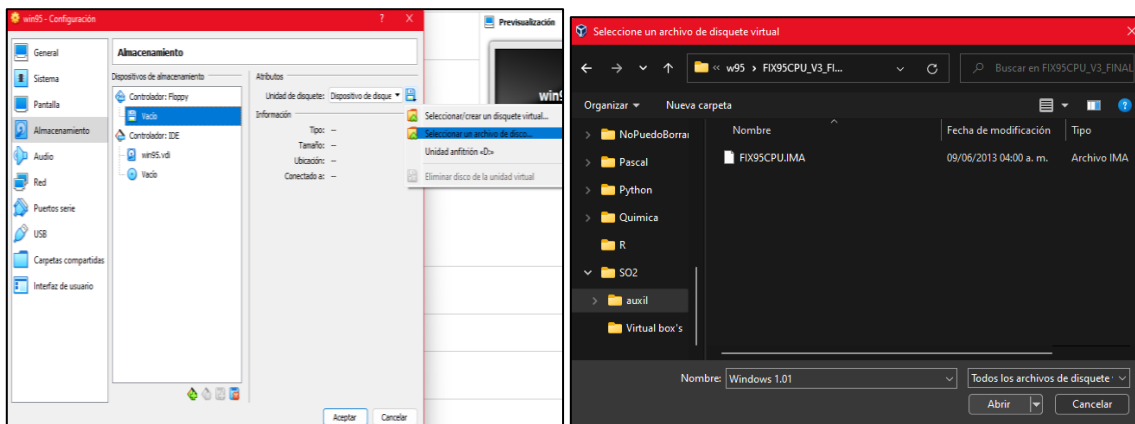 win95 - Configuración
? X
General
Sistema
Pantalla
Almacenamiento
Audio
Red
Puertos serie
USB
Carpetas compartidas
Interfaz de usuario
Almacenamiento
Dispositivos de almacenamiento
Controlador: Floppy
Vacío
Controlador: IDE
win95.vdi
Vacío
Atributos
Unidad de disquete: Dispositivo de disque
Información
Tipo: --
Tamaño: --
Ubicación: --
Conectado a: --
Aceptar
Cancelar
Previsualización
win9
Seleccionar/crear un disquete virtual...
Seleccionar un archivo de disco...
Unidad anfitrión «D:»
Eliminar disco de la unidad virtual
Seleccione un archivo de disquete virtual
« w95 › FIX95CPU_V3_FI...
Buscar en FIX95CPU_V3_FINAL
Organizar
Nueva carpeta
NoPuedoBorrar
Pascal
Python
Quimica
R
SO2
auxil
Virtual box's
Nombre
Fecha de modificación
Tipo
FIX95CPU.IMA
09/06/2013 04:00 a. m.
Archivo IMA
Nombre: Windows 1.01
Todos los archivos de disquete
Abrir
Cancelar